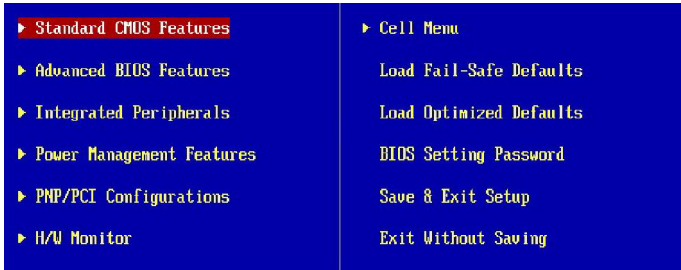 Standard CMOS Features
Advanced BIOS Features
Integrated Peripherals
Power Management Features
PNP/PCI Configurations
H/W Monitor
Cell Menu
Load Fail-Safe Defaults
Load Optimized Defaults
BIOS Setting Password
Save & Exit Setup
Exit Without Saving